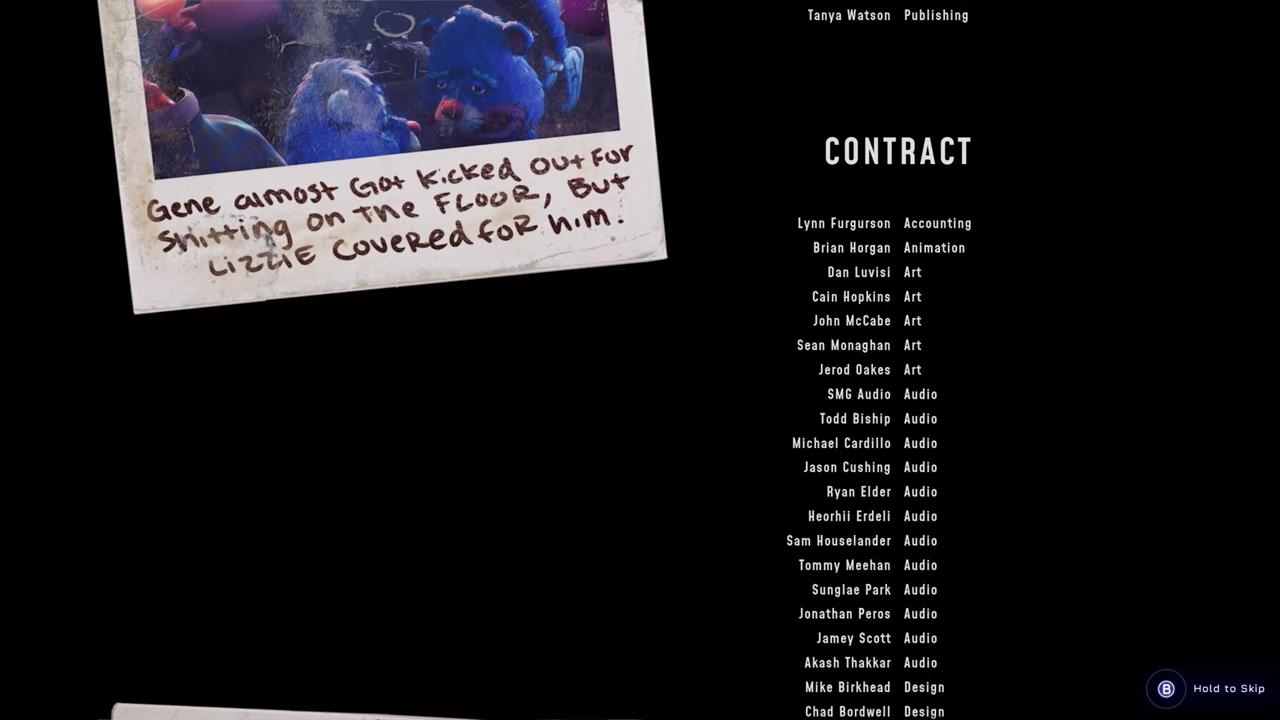 Gene almost Got kicked Out For
Shitting on The FLOOR, But
LIZZIE COVERED FOR him.
Tanya Watson Publishing
CONTRACT
Lynn Furgurson Accounting
Brian Horgan Animation
Dan Luvisi Art
Cain Hopkins Art
John McCabe Art
Sean Monaghan Art
Jerod Oakes Art
SMG Audio Audio
Todd Biship Audio
Michael Cardillo Audio
Jason Cushing Audio
Ryan Elder Audio
Heorhii Erdeli Audio
Sam Houselander Audio
Tommy Meehan Audio
Sunglae Park Audio
Jonathan Peros Audio
Jamey Scott Audio
Akash Thakkar Audio
Mike Birkhead Design
Chad Bordwell Design
B Hold to Skip